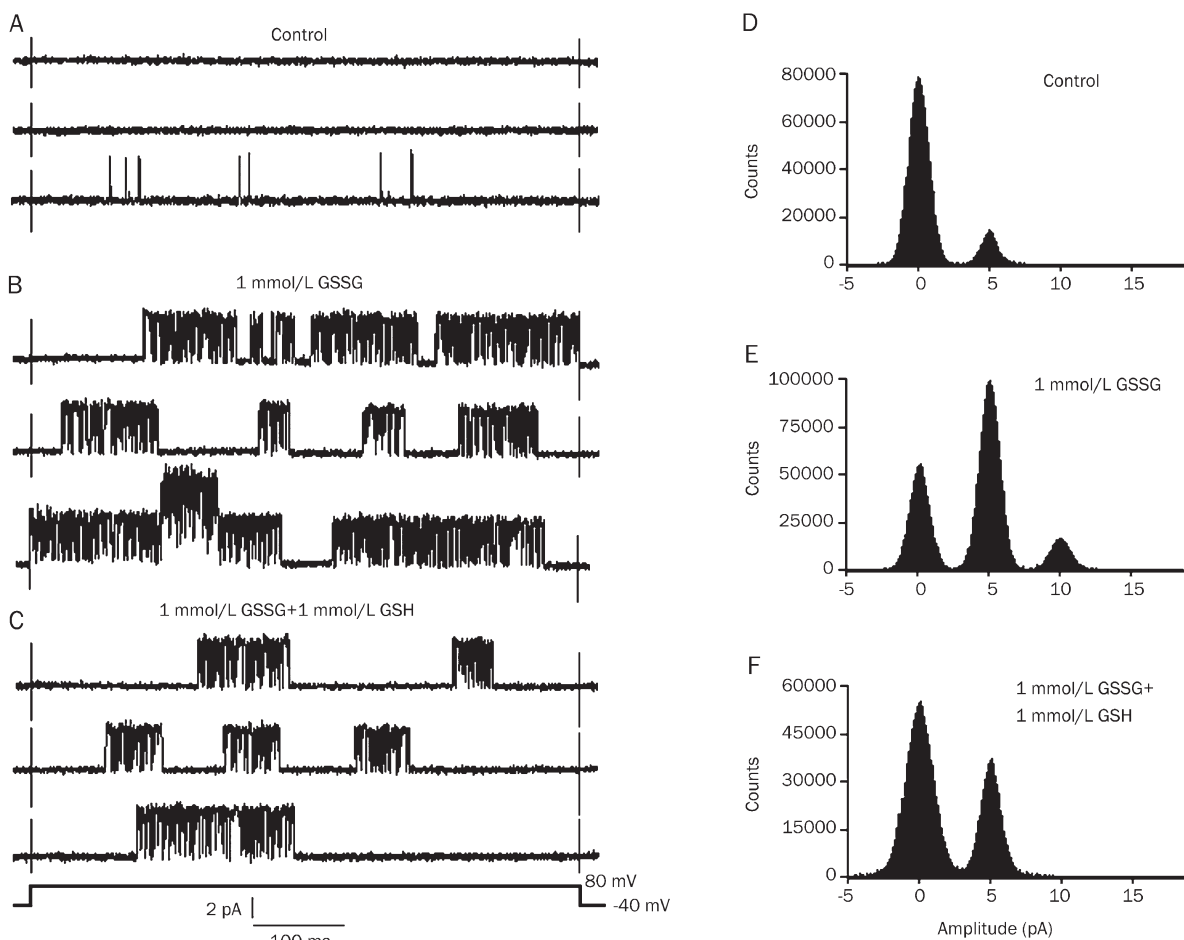 A
Control
B
1 mmol/L GSSG
C
1 mmol/L GSSG+1 mmol/L GSH
80 mV
-40 mV
2 pA
D
Control
80000
60000
40000
20000
0
Counts
-5 0 5 10 15
E
1 mmol/L GSSG
100000
75000
50000
25000
0
Counts
-5 0 5 10 15
F
1 mmol/L GSSG+
1 mmol/L GSH
60000
45000
30000
15000
0
Counts
-5 0 5 10 15
Amplitude (pA)